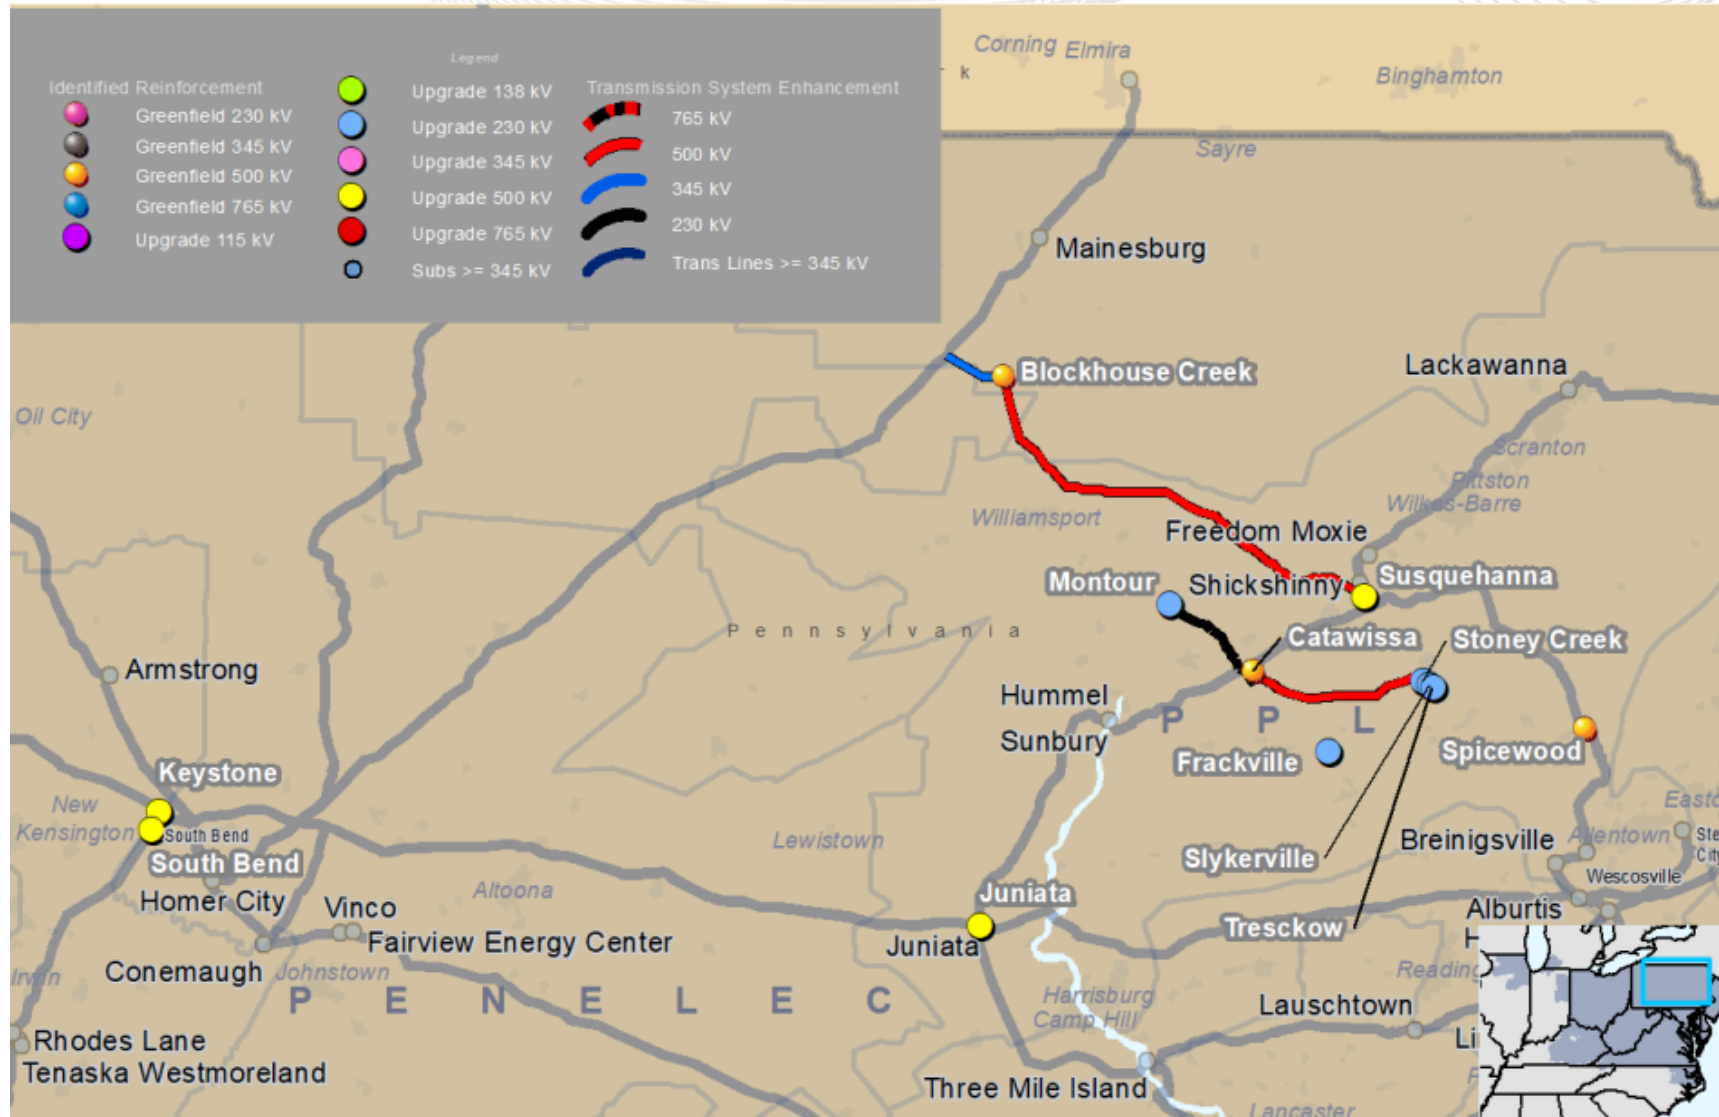 Legend
Identified Reinforcement
Greenfield 230 kV
Greenfield 345 kV
Greenfield 500 kV
Greenfield 765 kV
Upgrade 115 kV
Upgrade 138 kV
Upgrade 230 kV
Upgrade 345 kV
Upgrade 500 kV
Upgrade 765 kV
Subs >= 345 kV
Transmission System Enhancement
765 kV
500 kV
345 kV
230 kV
Trans Lines >= 345 kV
r k
Corning
Elmira
Binghamton
Sayre
Mainesburg
Blockhouse Creek
Lackawanna
Oil City
Scranton
Pittston
Wilkes-Barre
Williamsport
Freedom Moxie
Susquehanna
Montour
Shickshinny
Pennsylvania
Catawissa
Stoney Creek
Armstrong
Hummel
PPL
Sunbury
Frackville
Spicewood
Keystone
New
Kensington
South Bend
South Bend
Lewistown
Breinigsville
Allentown
Slykerville
Wescosville
Homer City
Altoona
Juniata
Vinco
Alburtis
Fairview Energy Center
Juniata
Tresckow
H
Conemaugh
Johnstown
Irwin
PENELEC
Harrisburg
Camp Hill
Reading
Lauschtown
Li
Rhodes Lane
Tenaska Westmoreland
Three Mile Island
Lancaster